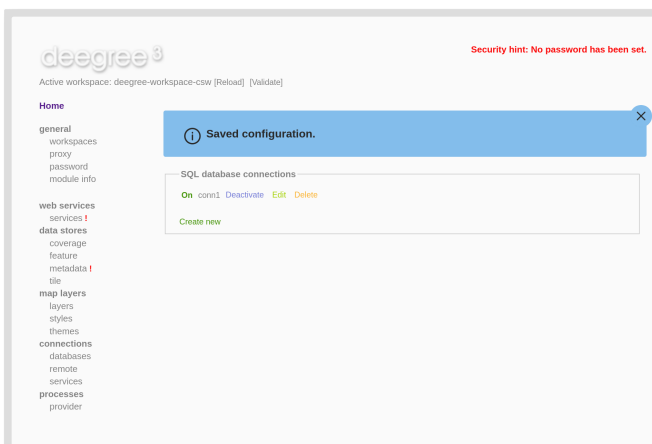 deegree 3
Security hint: No password has been set.
Active workspace: deegree-workspace-csw [Reload] [Validate]
Home
Saved configuration.
general
workspaces
proxy
password
module info
SQL database connections
On conn1 Deactivate Edit Delete
Create new
web services
services !
data stores
coverage
feature
metadata !
tile
map layers
layers
styles
themes
connections
databases
remote
services
processes
provider